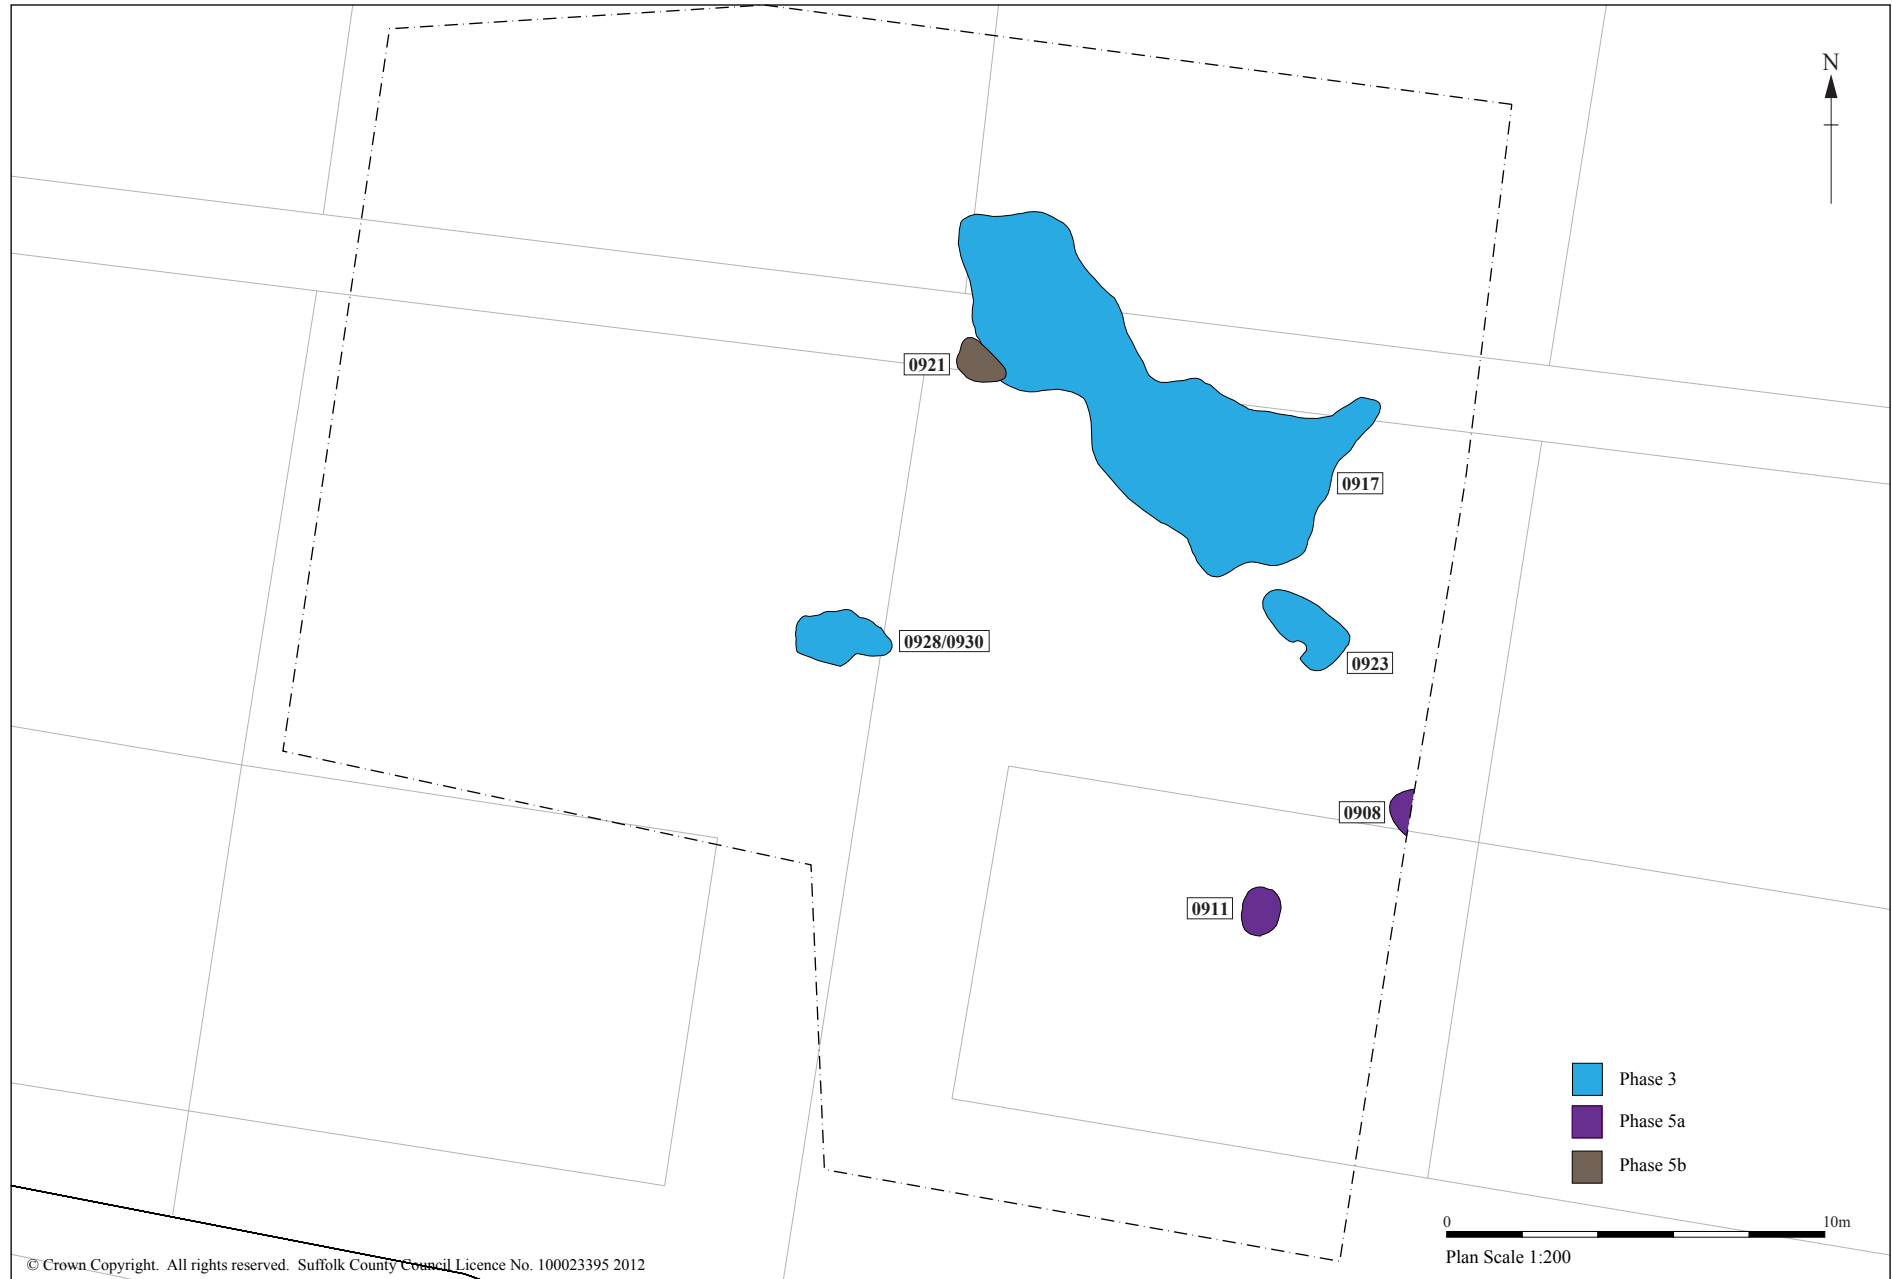 N
0921
0917
0928/0930
0923
0908
0911
Phase 3
Phase 5a
Phase 5b
0 10m
Plan Scale 1:200
© Crown Copyright. All rights reserved. Suffolk County Council Licence No. 100023395 2012